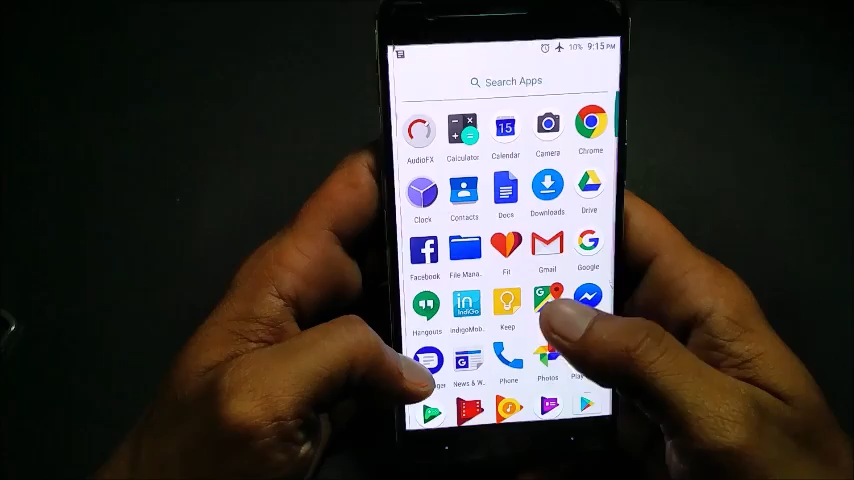 10% 9:15 PM
Search Apps
AudioFX Calculator Calendar Camera Chrome
Clock Contacts Docs Downloads Drive
Facebook File Mana.. Fit Gmail Google
Hangouts IndigoMob.. Keep
News & W.. Phone Photos